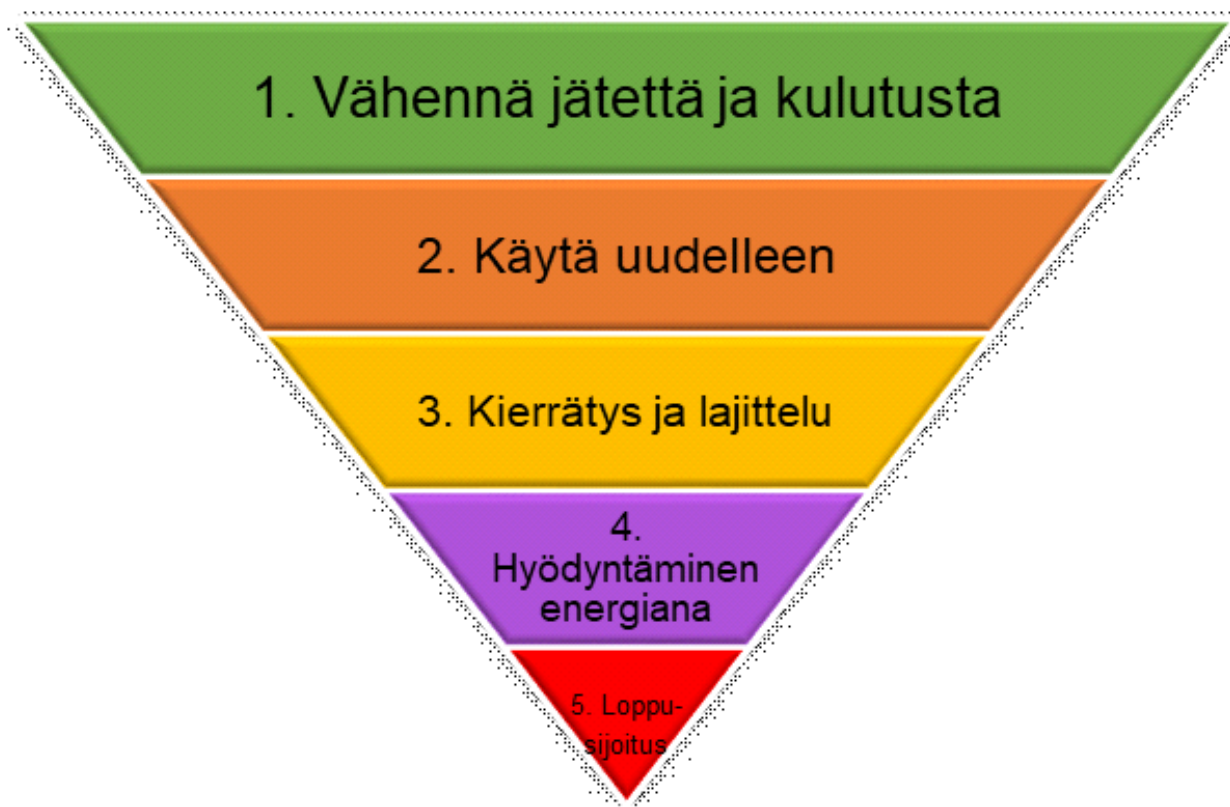 1. Vähennä jätettä ja kulutusta
2. Käytä uudelleen
3. Kierrätys ja lajittelu
4.
Hyödyntäminen
energiana
5. Loppu-
sijoitus